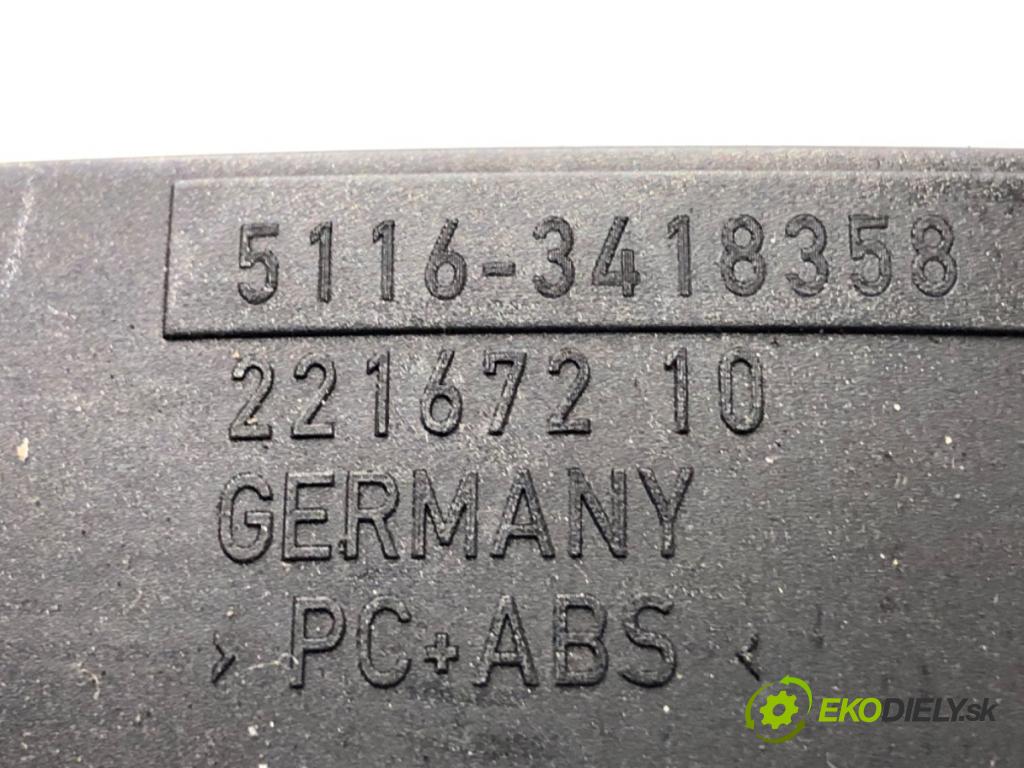 5116-3418358
221672 10
GERMANY
> PC+ABS <
EKODIELY.sk